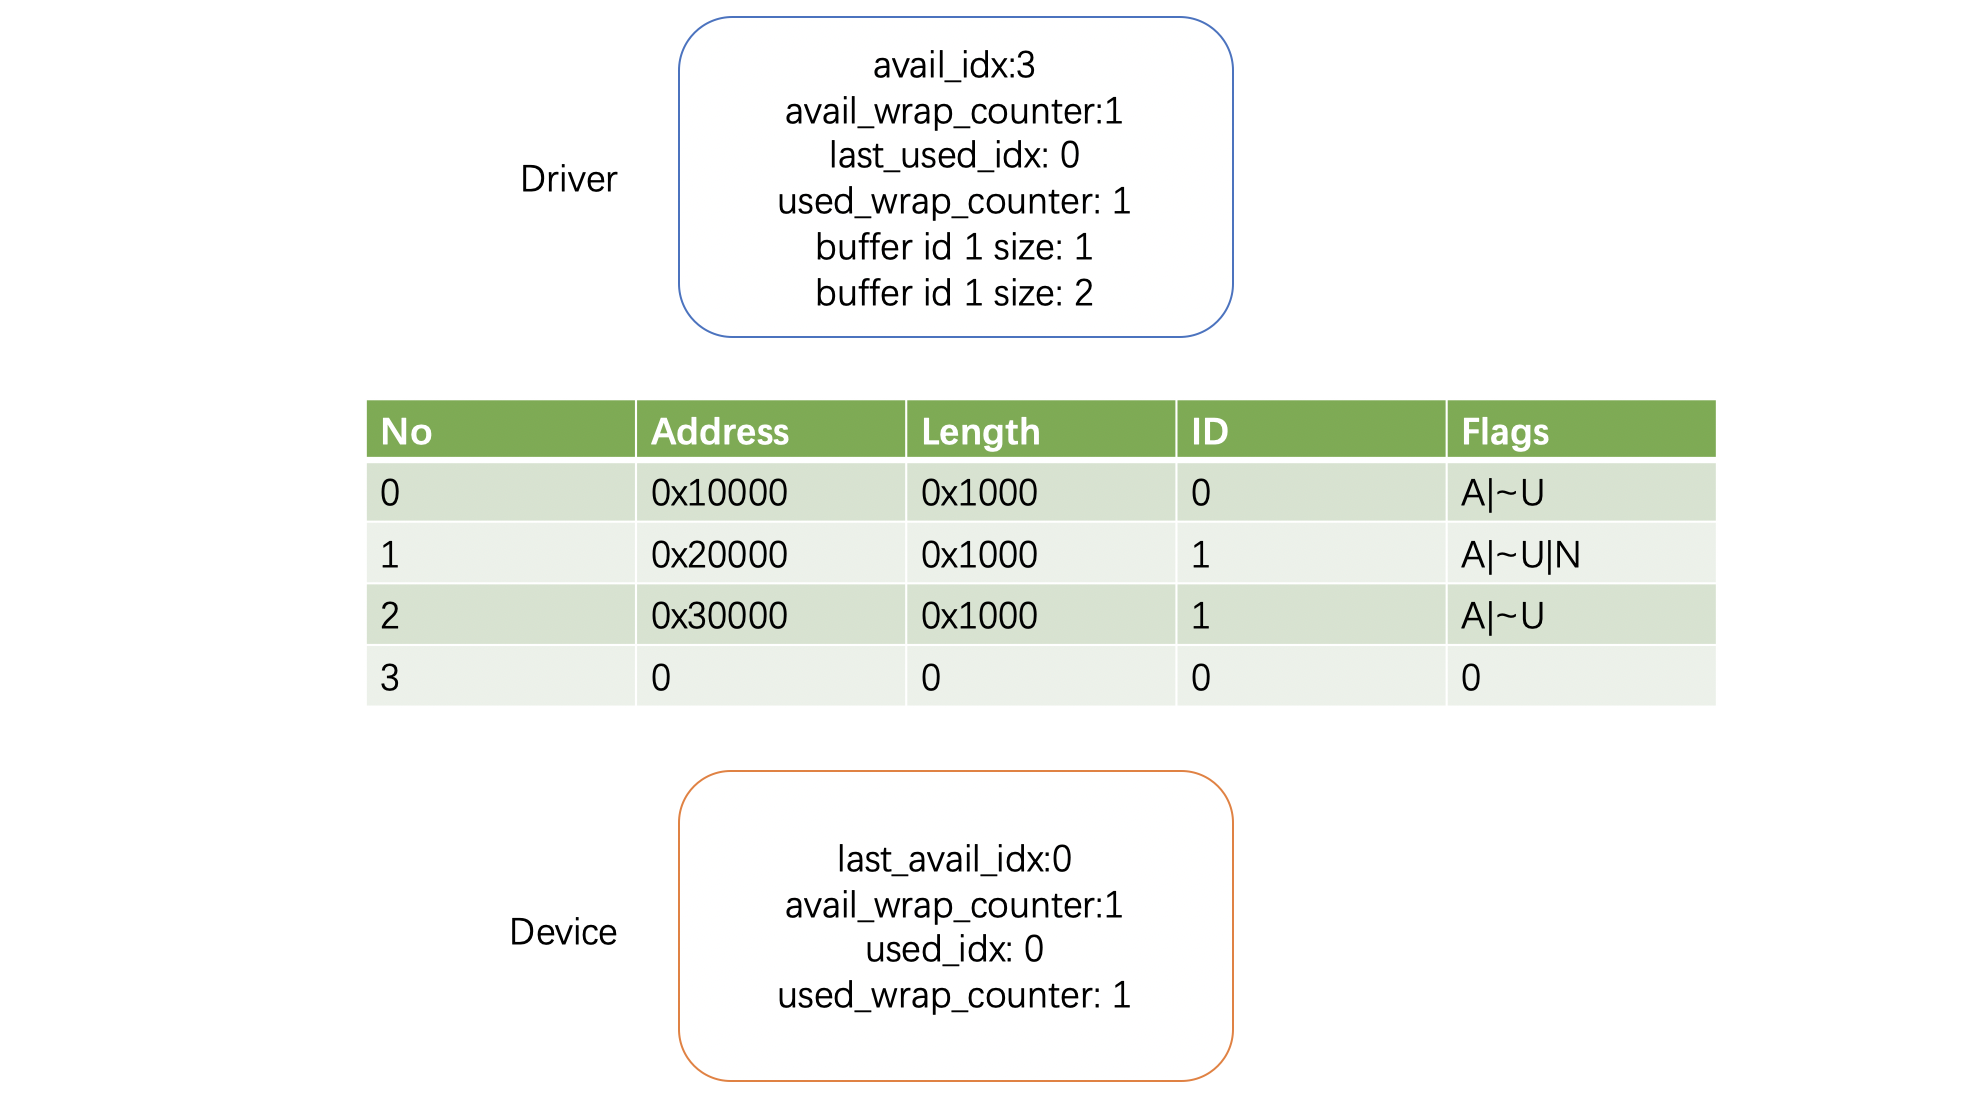 avail_idx:3
avail_wrap_counter:1
last_used_idx: 0
used_wrap_counter: 1
buffer id 1 size: 1
buffer id 1 size: 2
Driver
No Address Length ID Flags
0 0x10000 0x1000 0 A|~U
1 0x20000 0x1000 1 A|~U|N
2 0x30000 0x1000 1 A|~U
3 0 0 0 0
Device
last_avail_idx:0
avail_wrap_counter:1
used_idx: 0
used_wrap_counter: 1